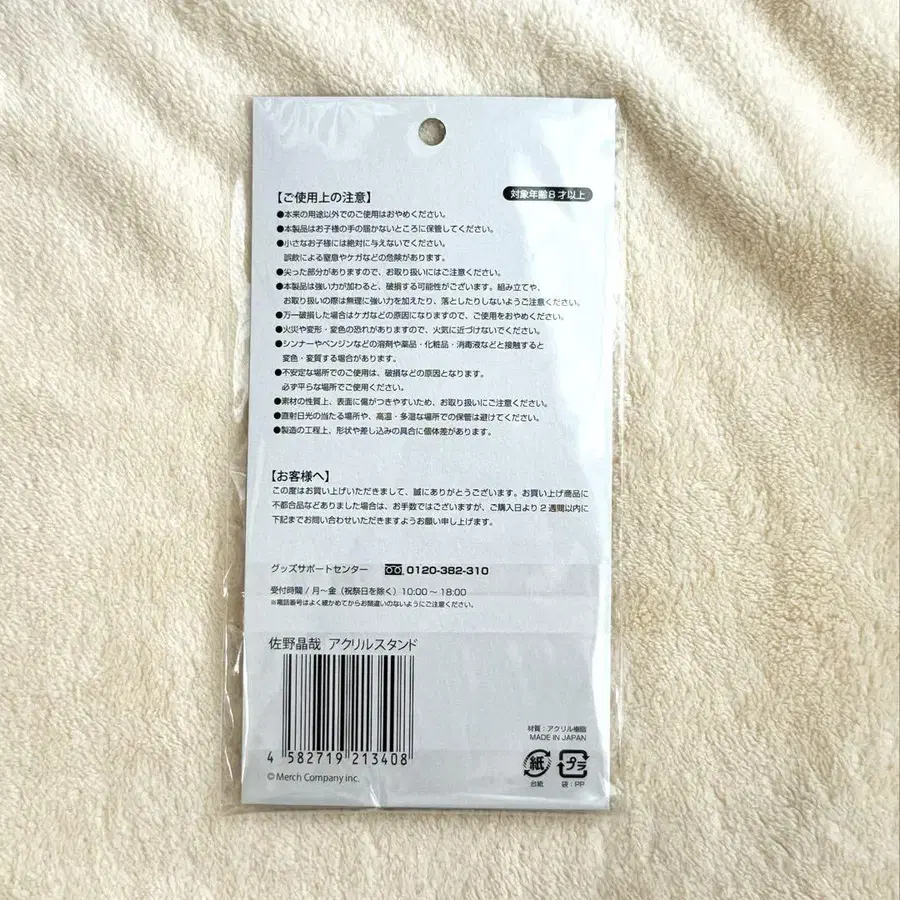 対象年齢8才以上
【ご使用上の注意】
●本来の用途以外でのご使用はおやめください。
●本製品はお子様の手の届かないところに保管してください。
●小さなお子様には絶対に与えないでください。
誤飲による窒息やケガなどの危険があります。
●尖った部分がありますので、お取り扱いにはご注意ください。
●本製品は強い力が加わると、破損する可能性がございます。組み立てや、
お取り扱いの際は無理に強い力を加えたり、落としたりしないようご注意ください。
●万一破損した場合はケガなどの原因になりますので、ご使用をおやめください。
●火災や変形・変色の恐れがありますので、火気に近づけないでください。
●シンナーやベンジンなどの溶剤や薬品・化粧品・消毒液などと接触すると
変色・変質する場合があります。
●不安定な場所でのご使用は、破損などの原因となります。
必ず平らな場所でご使用ください。
●素材の性質上、表面に傷がつきやすいため、お取り扱いにご注意ください。
●直射日光の当たる場所や、高温・多湿な場所での保管は避けてください。
●製造の工程上、形状や差し込みの具合に個体差があります。
【お客様へ】
この度はお買い上げいただきまして、誠にありがとうございます。お買い上げ商品に
不都合品などありました場合は、お手数ではございますが、ご購入日より2週間以内に
下記までお問い合わせいただきますようお願い申し上げます。
グッズサポートセンター 0120-382-310
受付時間/月〜金(祝祭日を除く)10:00〜18:00
※電話番号はよく確かめてからお間違いのないようにご注意ください。
佐野晶哉 アクリルスタンド
4 582719 213408
© Merch Company inc.
材質:アクリル樹脂
MADE IN JAPAN
紙 プラ
台紙 袋:PP